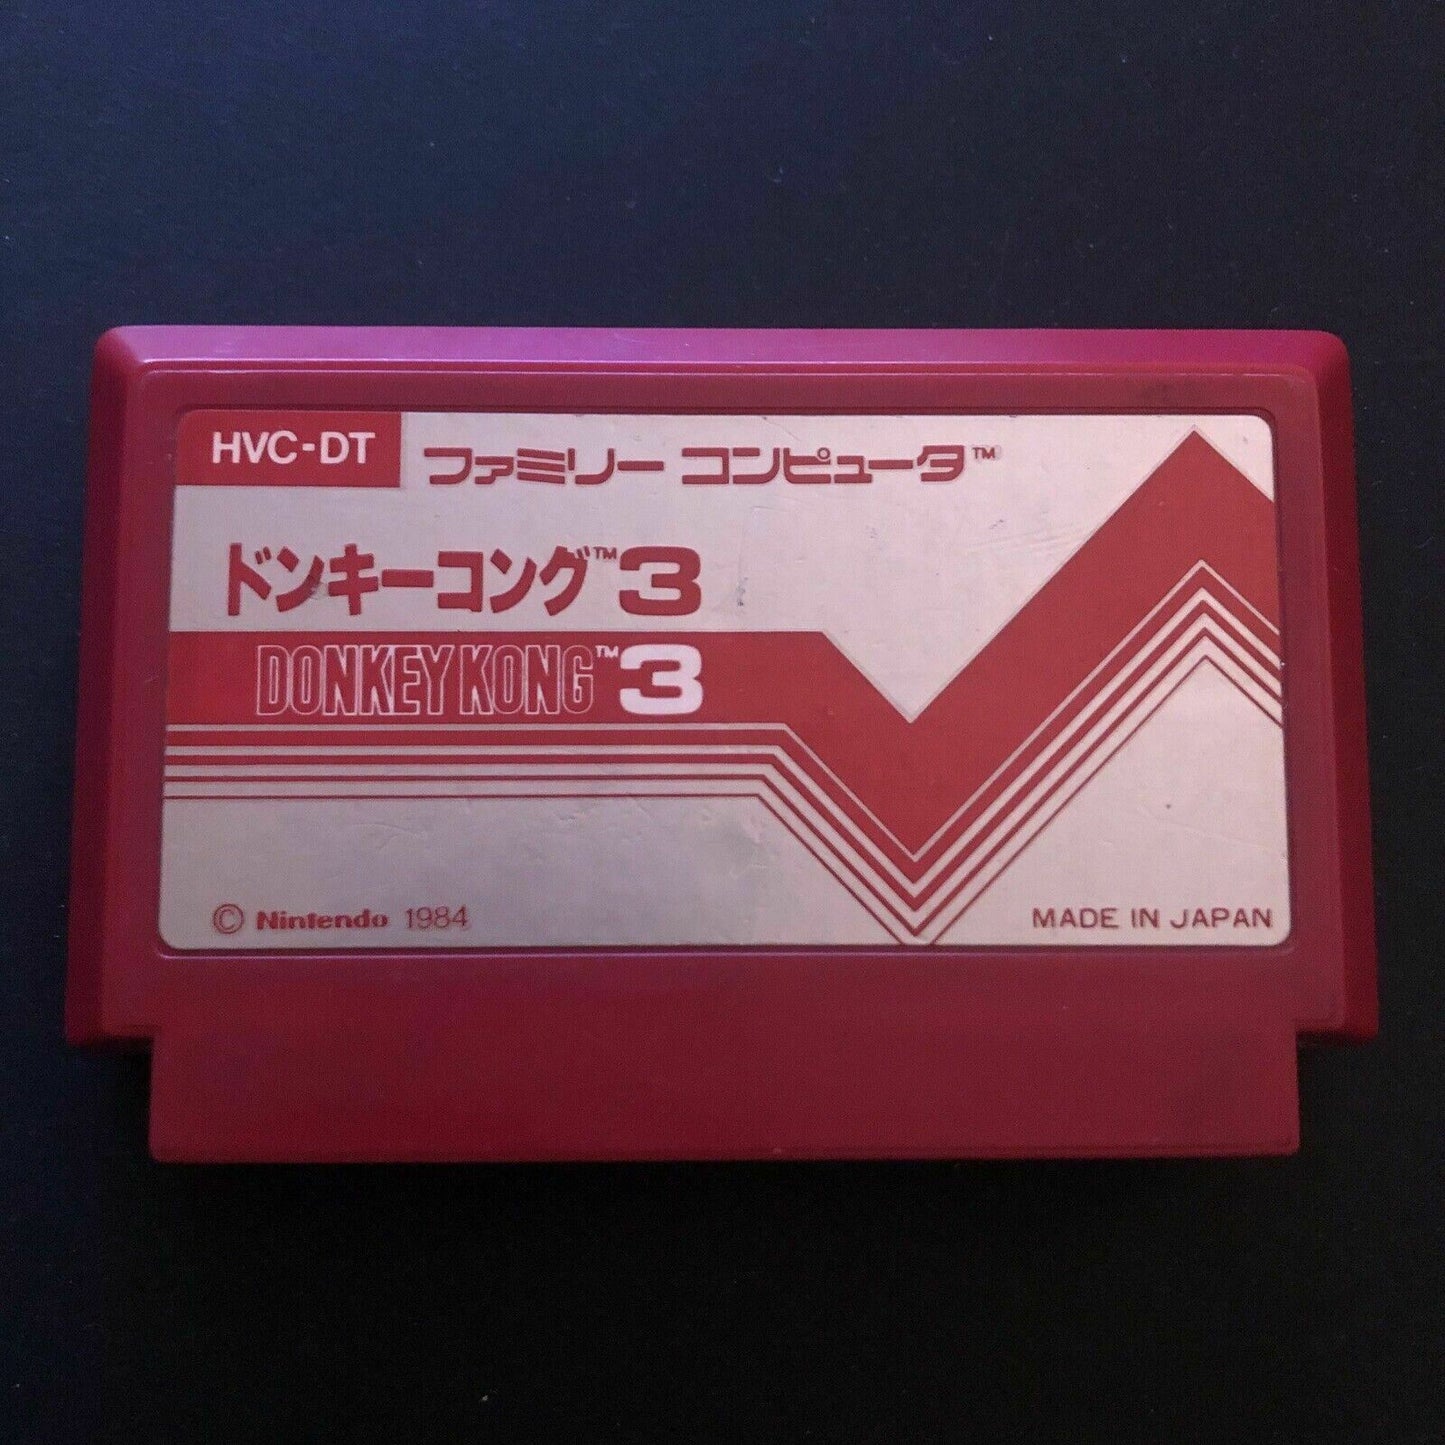 HVC-DT
ファミリー コンピュータ™
ドンキーコング™3
DONKEY KONG™3
© Nintendo 1984
MADE IN JAPAN